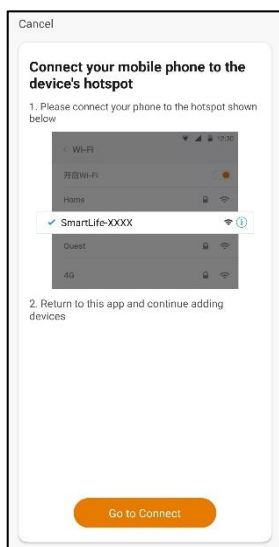 Cancel
Connect your mobile phone to the
device's hotspot
1. Please connect your phone to the hotspot shown
below
12:30
< Wi-Fi
开启Wi-Fi
Home
SmartLife-XXXX
Guest
4G
2. Return to this app and continue adding
devices
Go to Connect